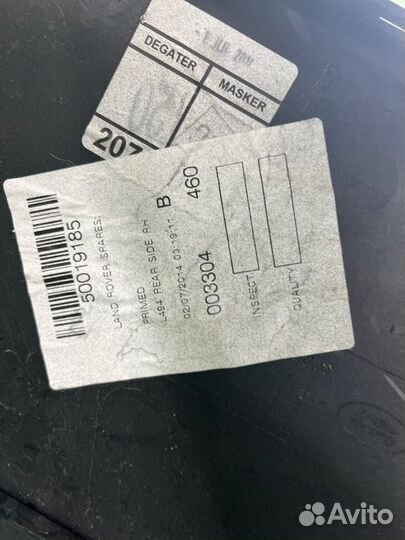 1 JUL 201
DEGATER
MASKER
207
50019185
LAND ROVER SPARES.
PRIMED
L494 REAR SIDE RH
02/07/2014 03:19:11
B
460
003304
INSPECT
QUALITY
Avito